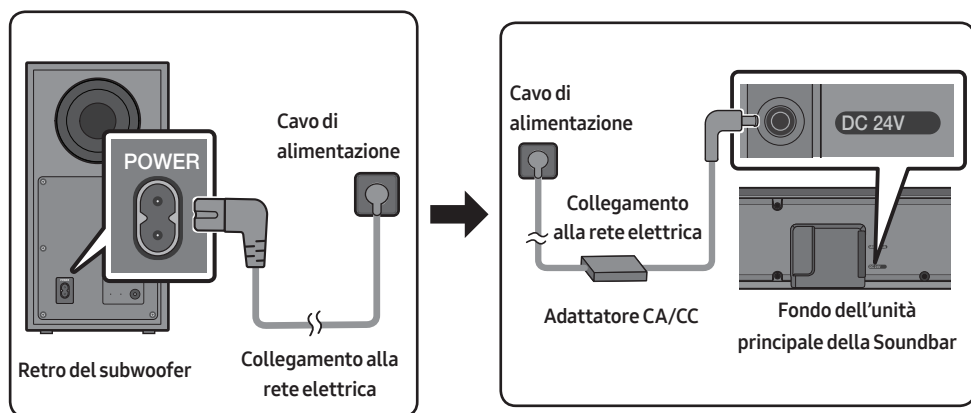 POWER
Cavo di
alimentazione
Retro del subwoofer
Collegamento alla
rete elettrica
Cavo di
alimentazione
DC 24V
Collegamento
alla rete elettrica
Adattatore CA/CC
Fondo dell'unità
principale della Soundbar